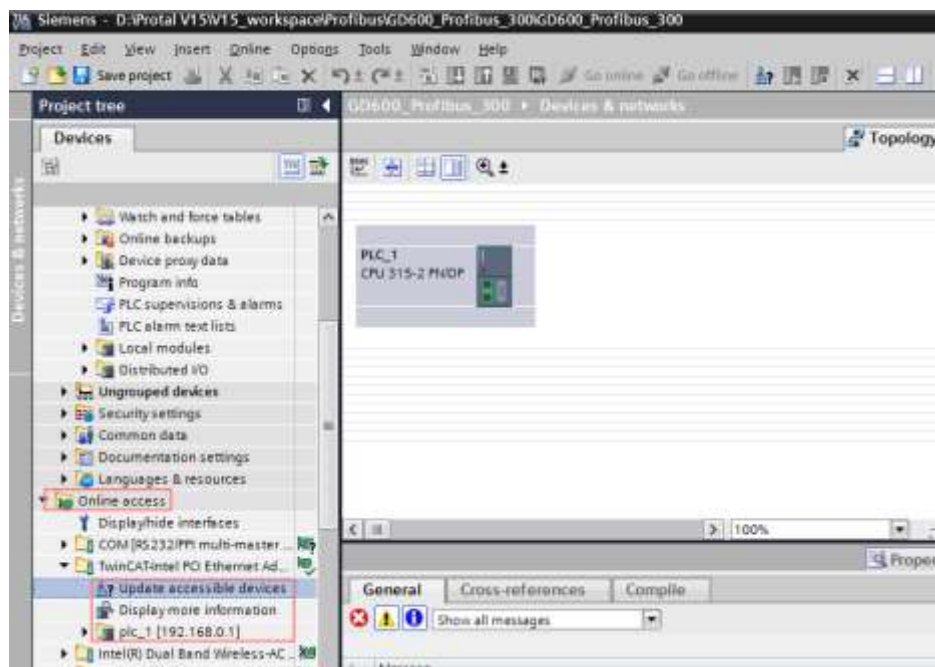 Siemens - D:\Protal V15\V15_workspace\Profibus\GD600_Profibus_300\GD600_Profibus_300
Project Edit View Insert Online Options Tools Window Help
Save project Go online Go offline
Project tree
GD600_Profibus_300 Devices & networks
Devices
Topology
Devices & networks
Watch and force tables
Online backups
Device proxy data
Program info
PLC supervisions & alarms
PLC alarm text lists
Local modules
Distributed I/O
Ungrouped devices
Security settings
Common data
Documentation settings
Languages & resources
Online access
Display/hide interfaces
COM [RS232/PPI multi-master ...
TwinCAT-Intel PCI Ethernet Ad...
Update accessible devices
Display more information
plc_1 [192.168.0.1]
Intel(R) Dual Band Wireless-AC ...
PLC_1
CPU 315-2 PN/DP
100%
Proper
General Cross-references Compile
Show all messages
Message